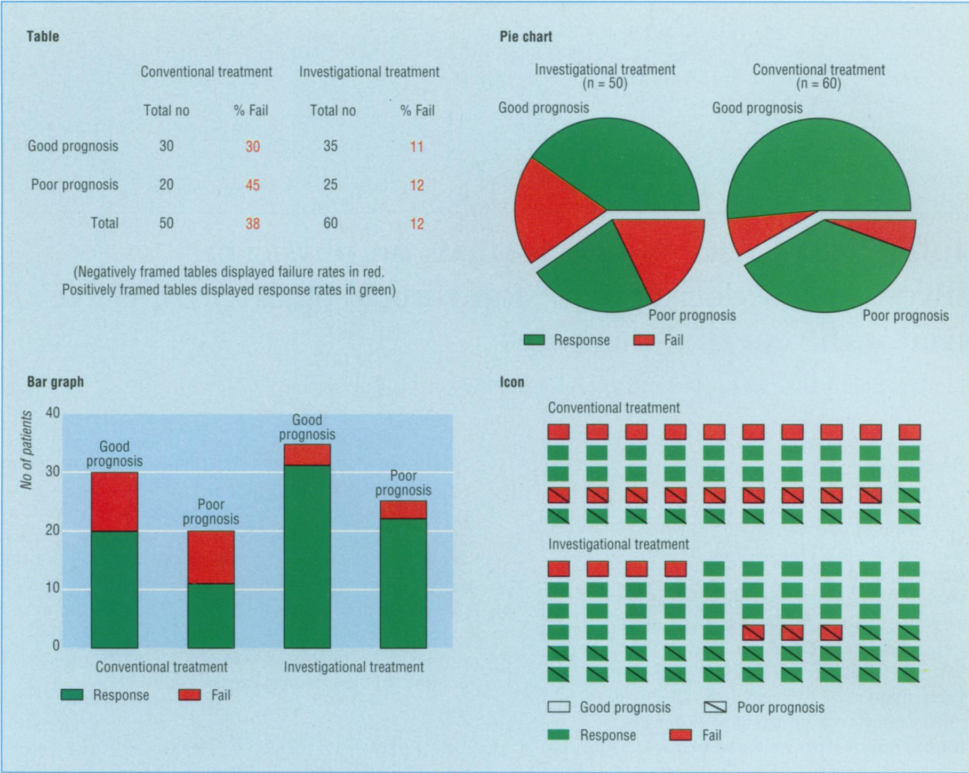 Table
Conventional treatment Investigational treatment
Total no % Fail Total no % Fail
Good prognosis 30 30 35 11
Poor prognosis 20 45 25 12
Total 50 38 60 12
(Negatively framed tables displayed failure rates in red.
Positively framed tables displayed response rates in green)
Pie chart
Investigational treatment
(n = 50)
Conventional treatment
(n = 60)
Good prognosis
Good prognosis
Poor prognosis
Poor prognosis
Response Fail
Bar graph
No of patients
40
30
20
10
0
Good
prognosis
Poor
prognosis
Good
prognosis
Poor
prognosis
Conventional treatment Investigational treatment
Response Fail
Icon
Conventional treatment
Investigational treatment
Good prognosis Poor prognosis
Response Fail